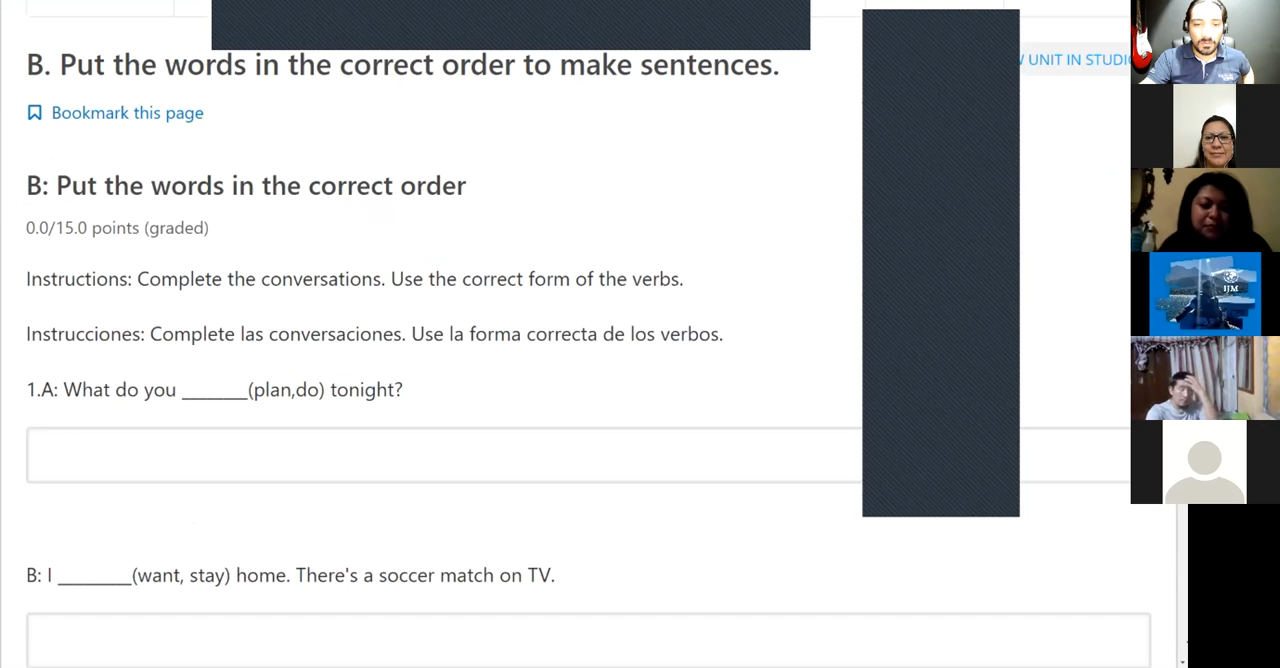 B. Put the words in the correct order to make sentences.
UNIT IN STUDIO
Bookmark this page
B: Put the words in the correct order
0.0/15.0 points (graded)
Instructions: Complete the conversations. Use the correct form of the verbs.
Instrucciones: Complete las conversaciones. Use la forma correcta de los verbos.
IJM
1.A: What do you _______(plan,do) tonight?
B: I ________(want, stay) home. There's a soccer match on TV.